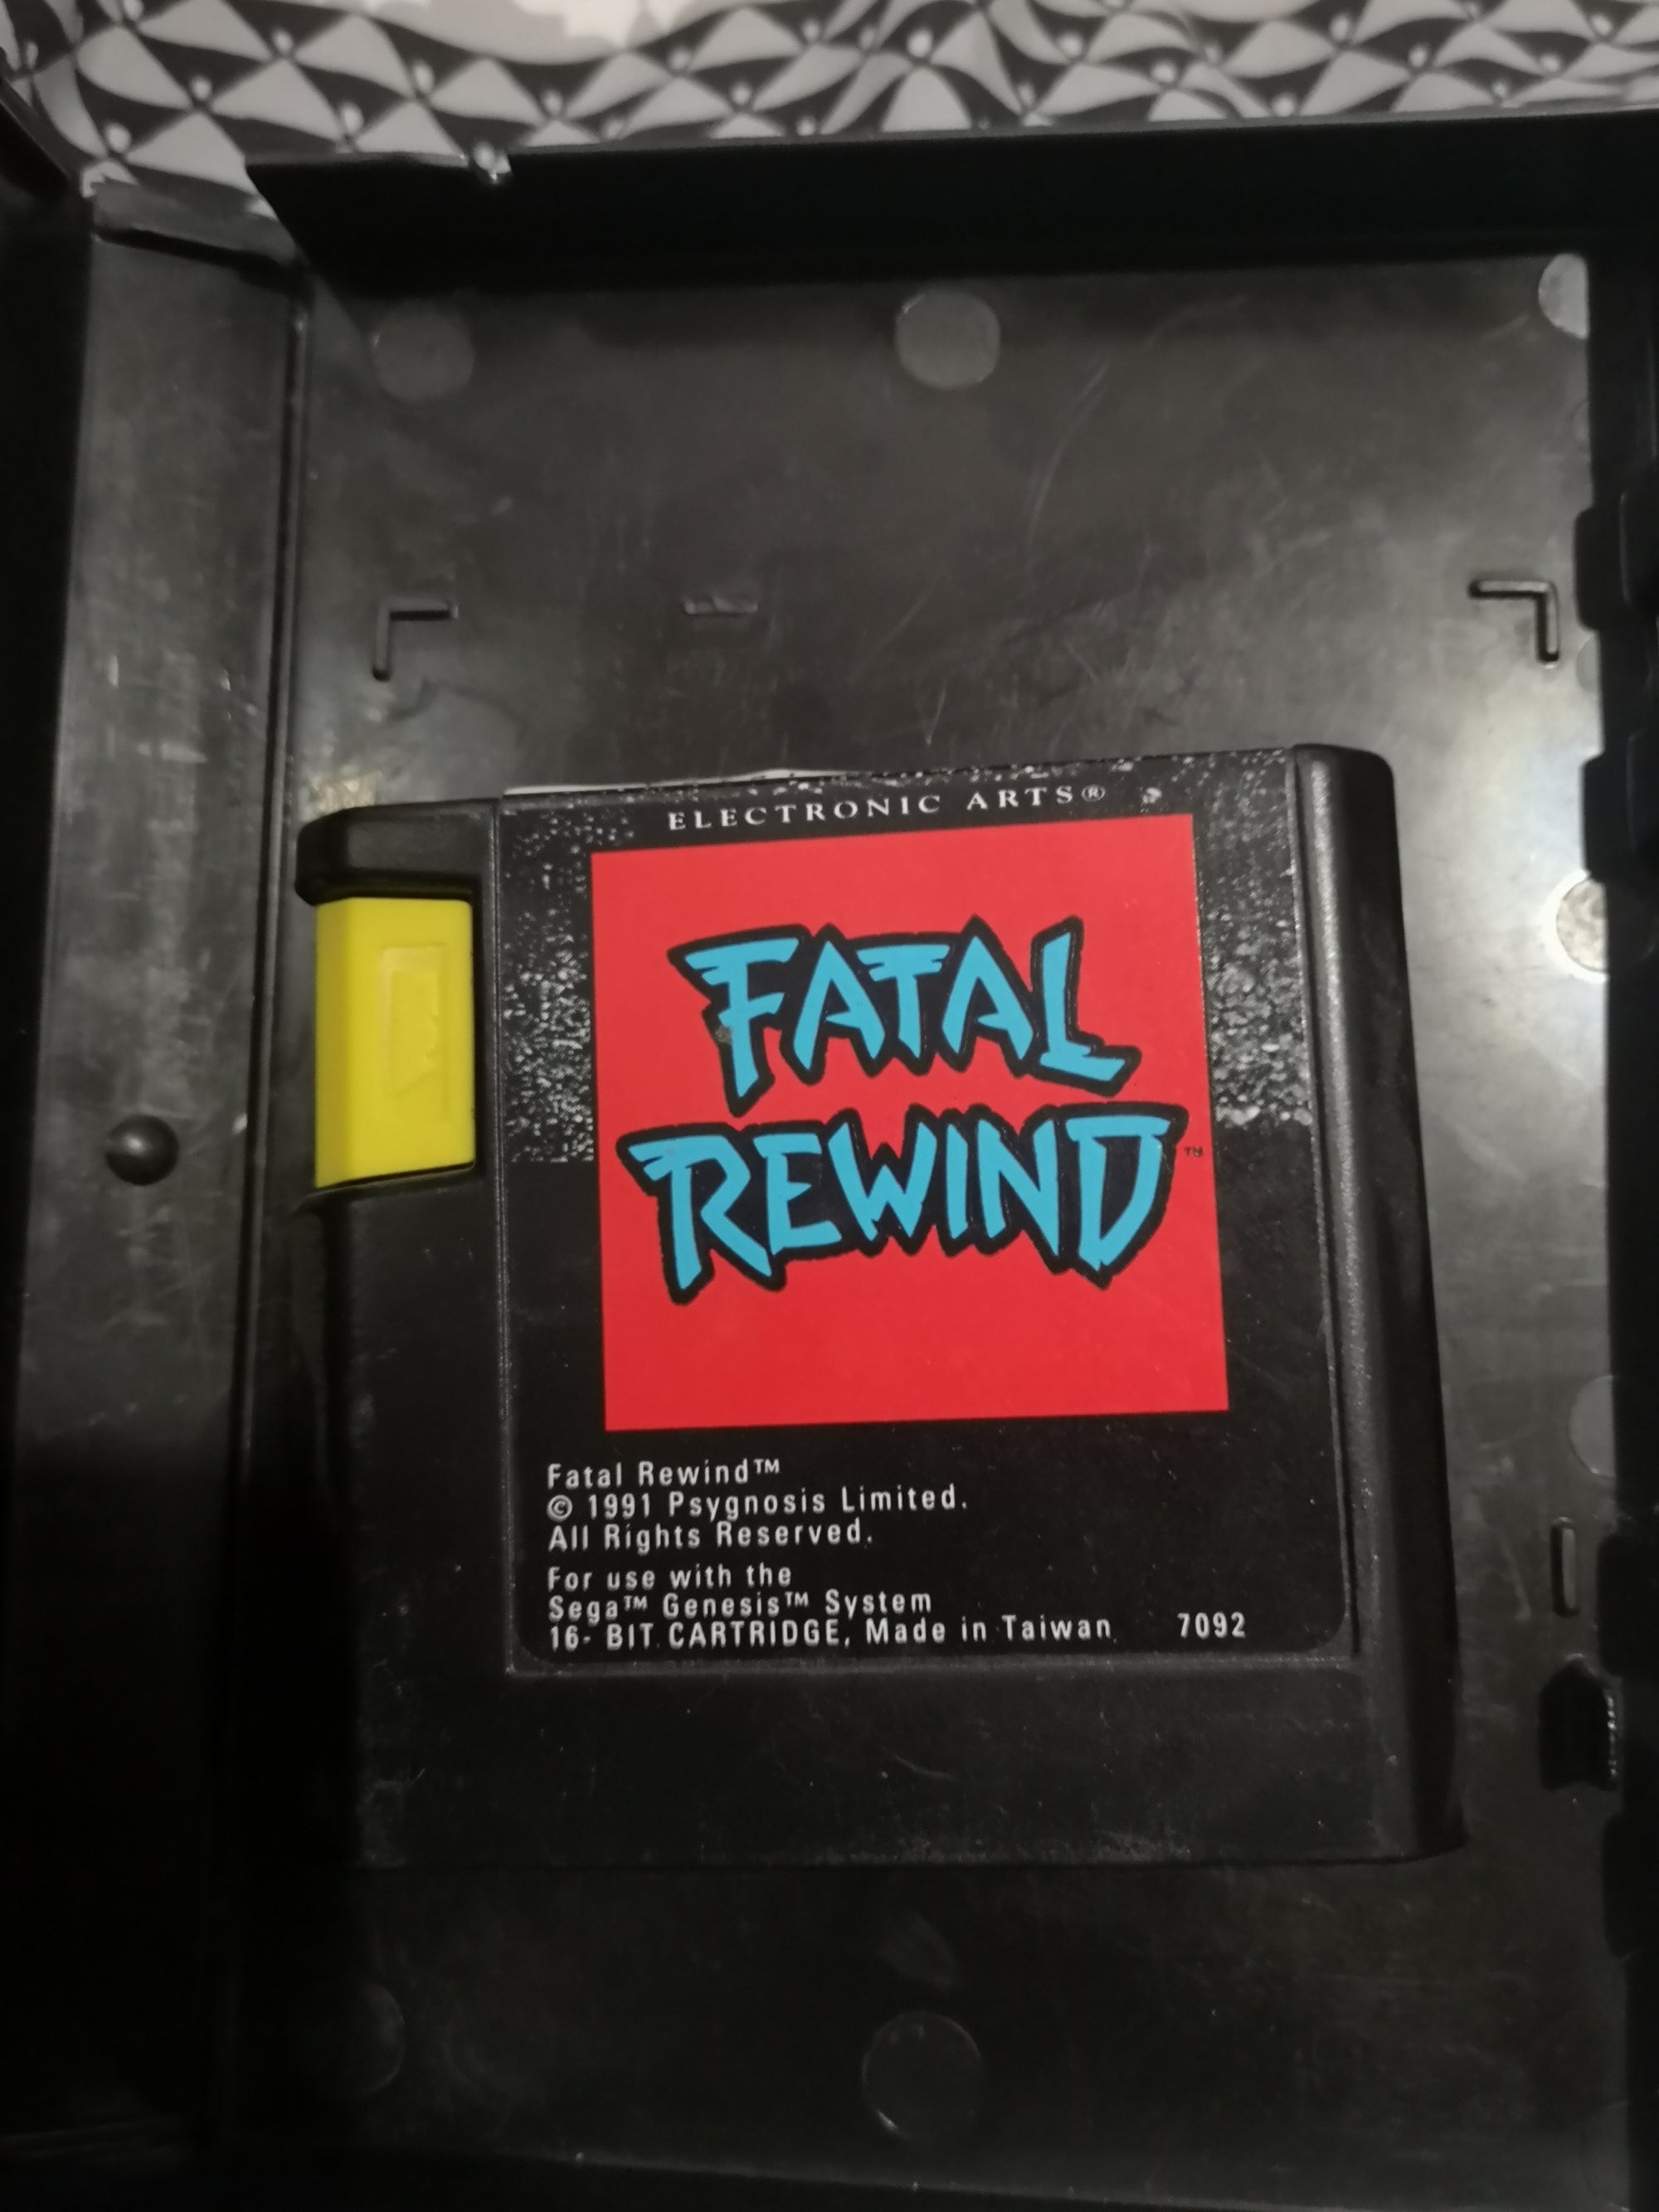 ELECTRONIC ARTS®
FATAL
REWIND™
Fatal Rewind™
© 1991 Psygnosis Limited.
All Rights Reserved.
For use with the
Sega™ Genesis™ System
16- BIT CARTRIDGE, Made in Taiwan 7092